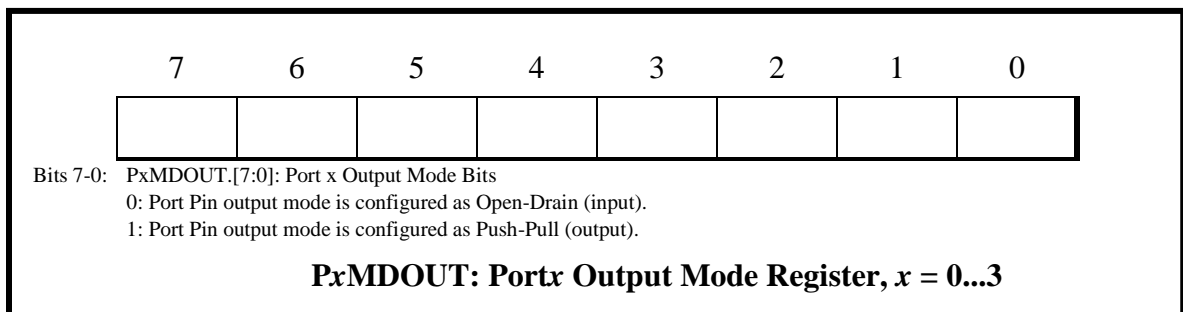 7 6 5 4 3 2 1 0
Bits 7-0: PxMDOUT.[7:0]: Port x Output Mode Bits
0: Port Pin output mode is configured as Open-Drain (input).
1: Port Pin output mode is configured as Push-Pull (output).
PxMDOUT: Portx Output Mode Register, x = 0...3